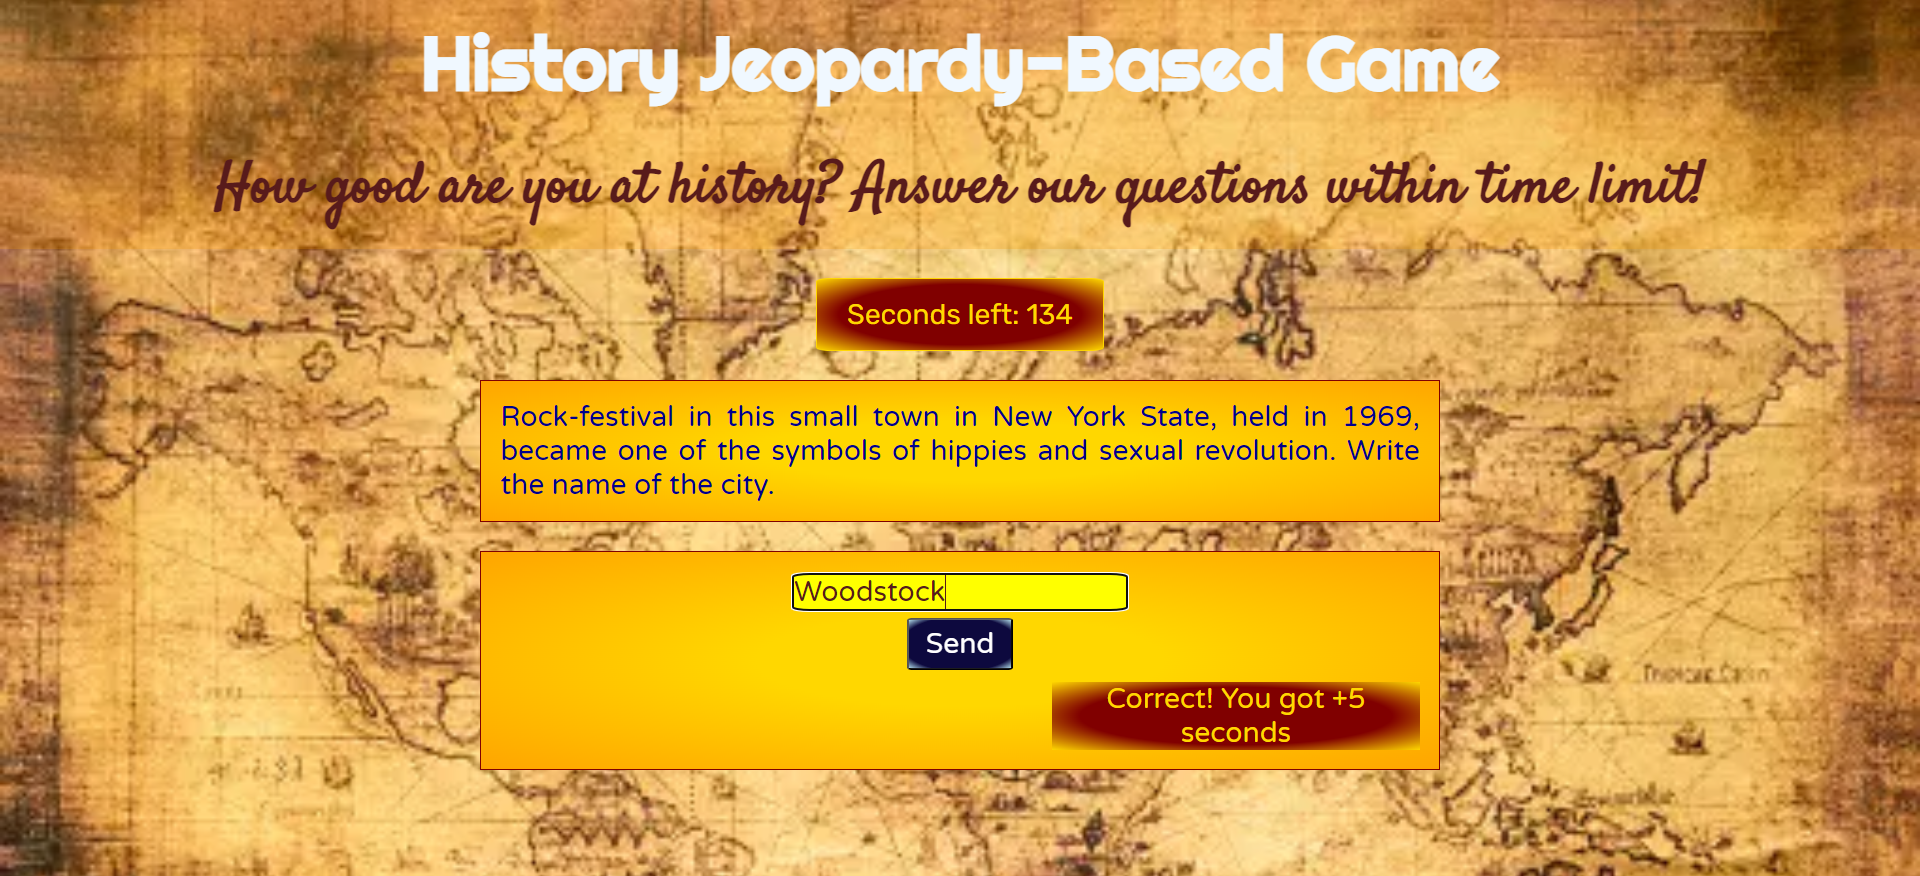 History Jeopardy-Based Game
How good are you at history? Answer our questions within time limit!
Seconds left: 134
Rock-festival in this small town in New York State, held in 1969,
became one of the symbols of hippies and sexual revolution. Write
the name of the city.
Woodstock
Send
Correct! You got +5
seconds